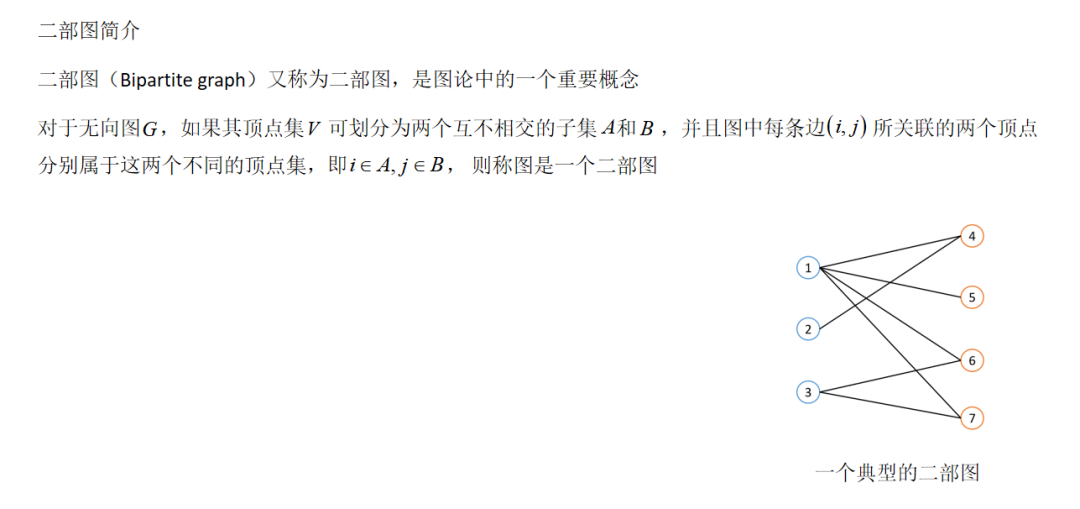 二部图简介
二部图（Bipartite graph）又称为二部图，是图论中的一个重要概念
对于无向图G，如果其顶点集V 可划分为两个互不相交的子集A和B，并且图中每条边(i,j)所关联的两个顶点
分别属于这两个不同的顶点集，即i∈A,j∈B， 则称图是一个二部图
4
1
5
2
6
3
7
一个典型的二部图